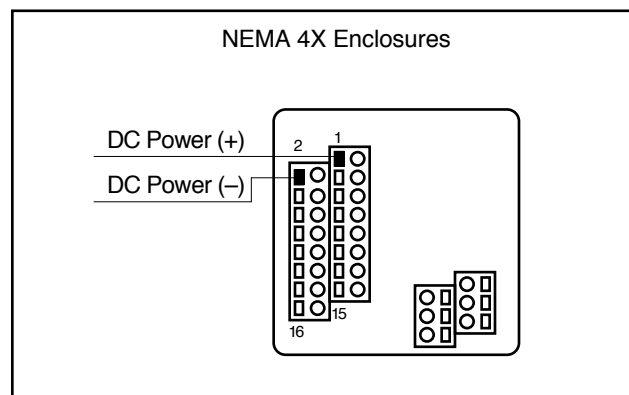 NEMA 4X Enclosures
DC Power (+)
2 1
DC Power (–)
16 15